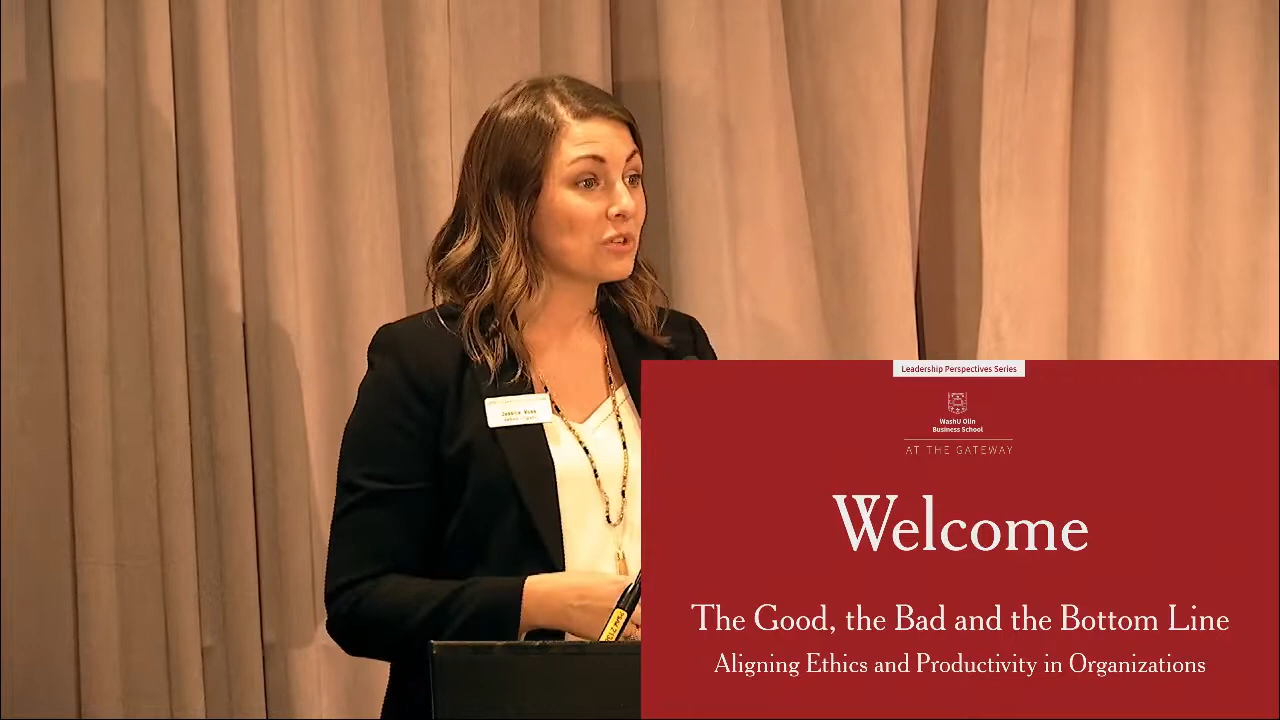 Leadership Perspectives Series
WashU Olin
Business School
AT THE GATEWAY
Welcome
The Good, the Bad and the Bottom Line
Aligning Ethics and Productivity in Organizations